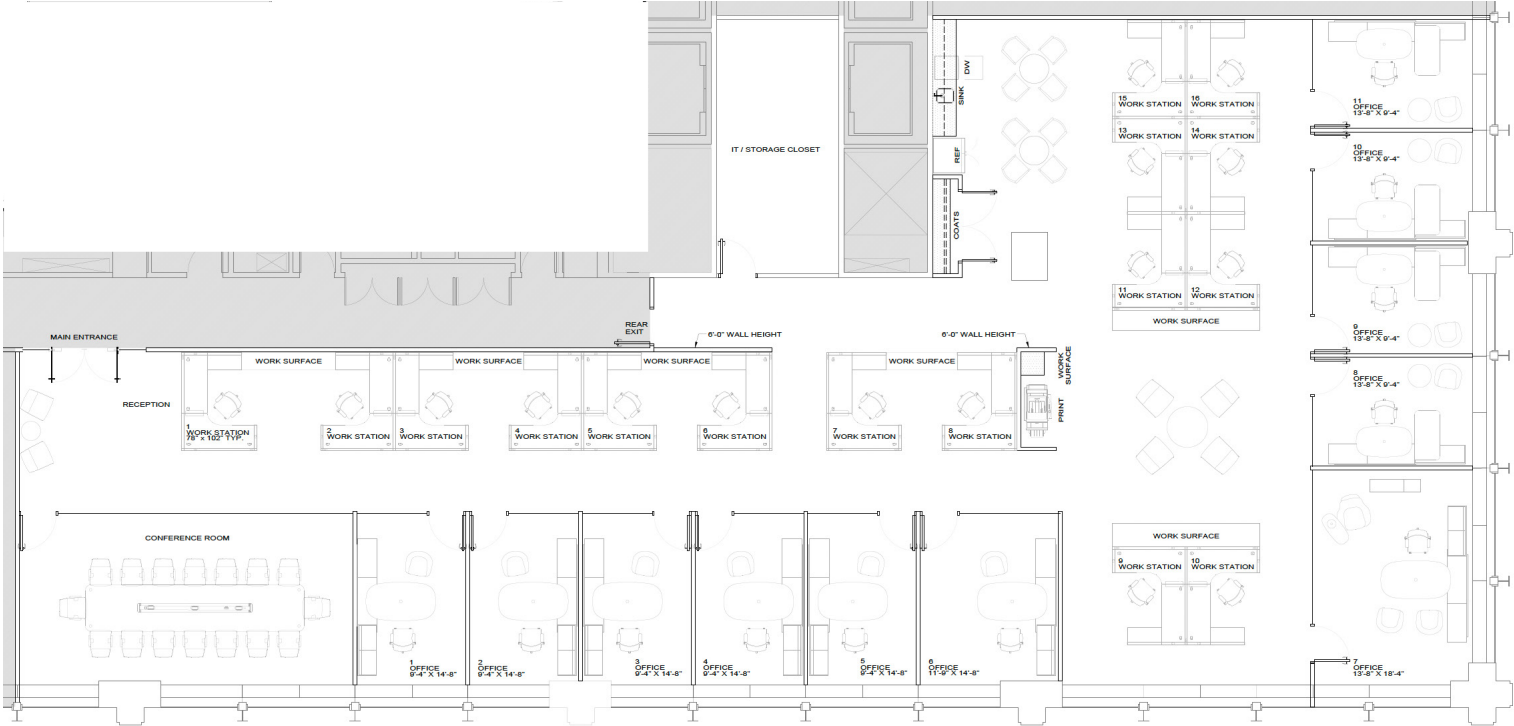 IT / STORAGE CLOSET
DW
SINK
REF
COATS
15
WORK STATION
16
WORK STATION
13
WORK STATION
14
WORK STATION
11
WORK STATION
12
WORK STATION
WORK SURFACE
11
OFFICE
13'-8" X 9'-4"
10
OFFICE
13'-8" X 9'-4"
9
OFFICE
13'-8" X 9'-4"
8
OFFICE
13'-8" X 9'-4"
MAIN ENTRANCE
REAR
EXIT
6'-0" WALL HEIGHT
6'-0" WALL HEIGHT
RECEPTION
WORK SURFACE
WORK SURFACE
WORK SURFACE
WORK SURFACE
WORK
SURFACE
PRINT
1
WORK STATION
78" x 102" TYP.
2
WORK STATION
3
WORK STATION
4
WORK STATION
5
WORK STATION
6
WORK STATION
7
WORK STATION
8
WORK STATION
CONFERENCE ROOM
WORK SURFACE
9
WORK STATION
10
WORK STATION
1
OFFICE
9'-4" X 14'-8"
2
OFFICE
9'-4" X 14'-8"
3
OFFICE
9'-4" X 14'-8"
4
OFFICE
9'-4" X 14'-8"
5
OFFICE
9'-4" X 14'-8"
6
OFFICE
11'-9" X 14'-8"
7
OFFICE
13'-8" X 18'-4"